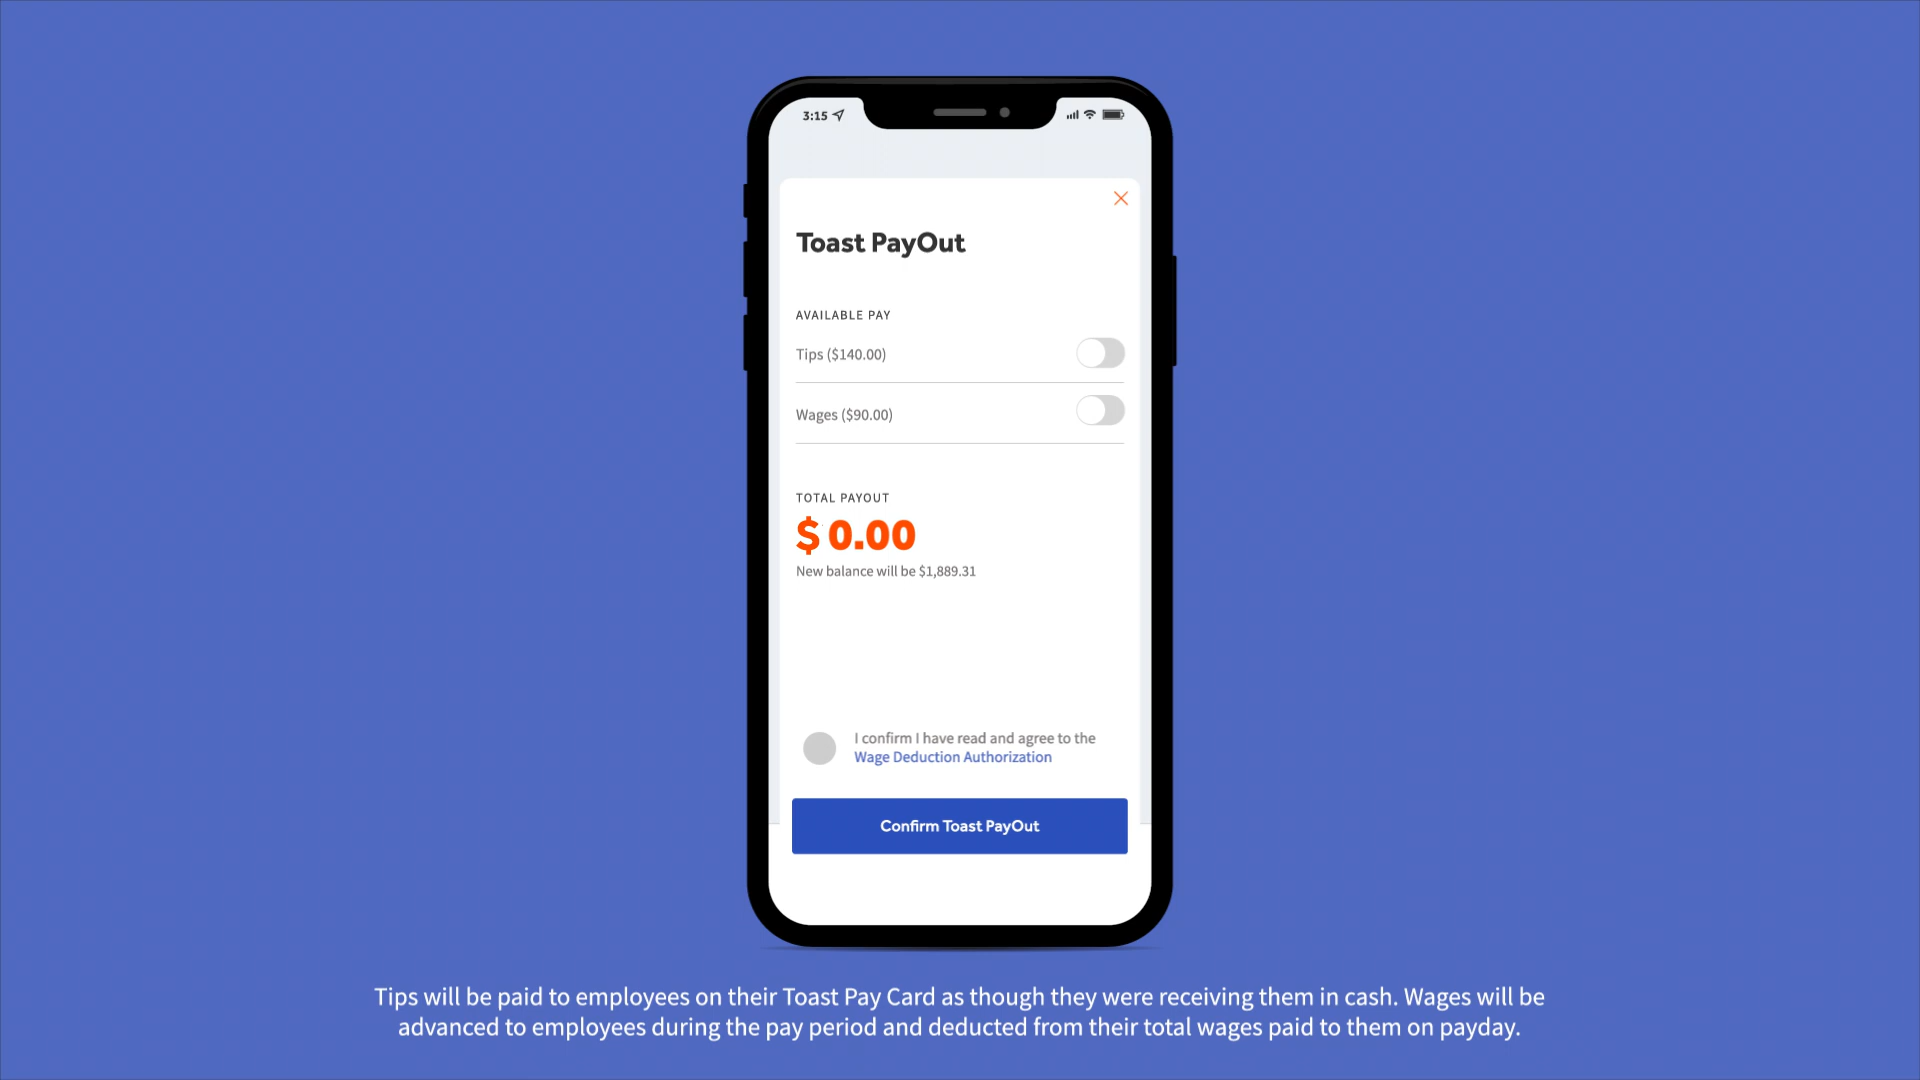 3:15
Toast PayOut
AVAILABLE PAY
Tips ($140.00)
Wages ($90.00)
TOTAL PAYOUT
$ 0.00
New balance will be $1,889.31
I confirm I have read and agree to the
Wage Deduction Authorization
Confirm Toast PayOut
Tips will be paid to employees on their Toast Pay Card as though they were receiving them in cash. Wages will be
advanced to employees during the pay period and deducted from their total wages paid to them on payday.